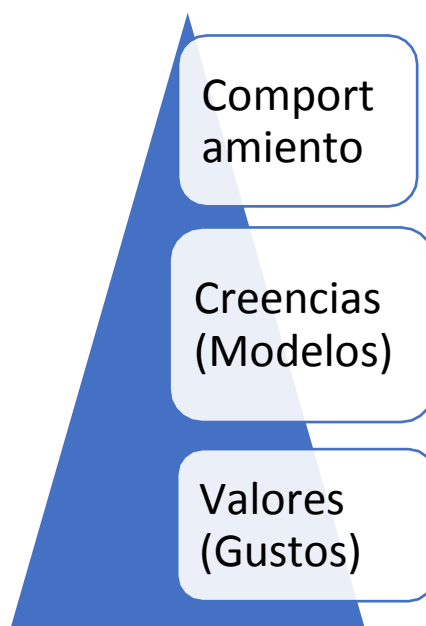 Comport
amiento
Creencias
(Modelos)
Valores
(Gustos)